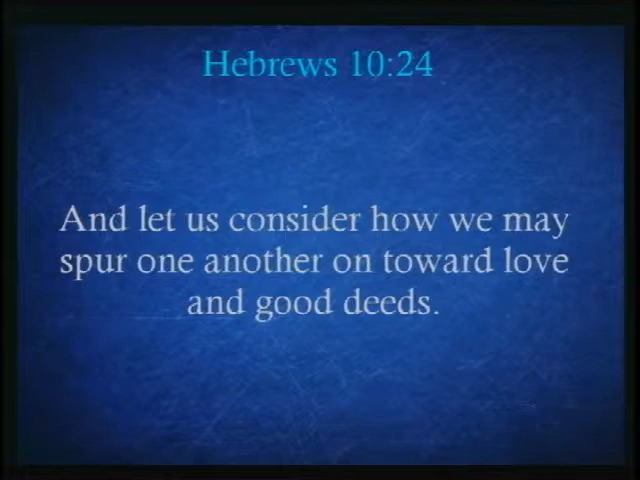 Hebrews 10:24
And let us consider how we may
spur one another on toward love
and good deeds.